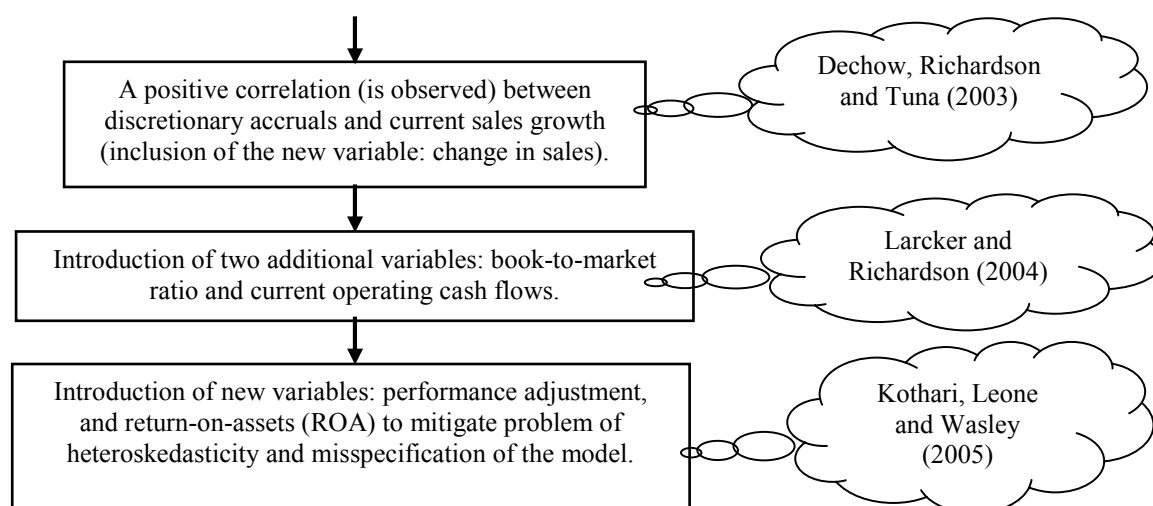 A positive correlation (is observed) between
discretionary accruals and current sales growth
(inclusion of the new variable: change in sales).
Dechow, Richardson
and Tuna (2003)
Introduction of two additional variables: book-to-market
ratio and current operating cash flows.
Larcker and
Richardson (2004)
Introduction of new variables: performance adjustment,
and return-on-assets (ROA) to mitigate problem of
heteroskedasticity and misspecification of the model.
Kothari, Leone
and Wasley
(2005)